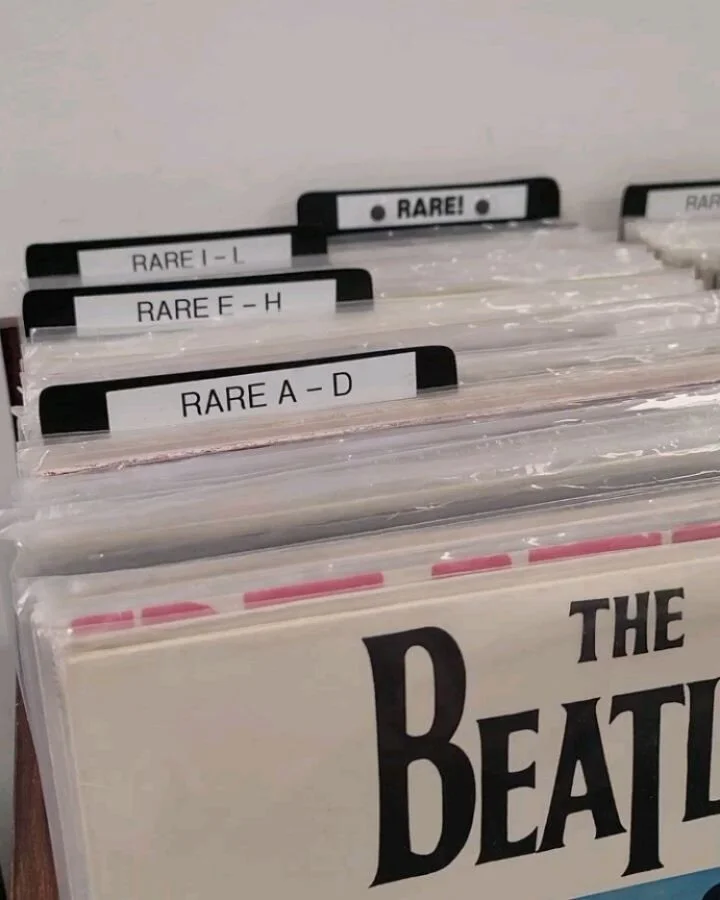 ● RARE! ●
RARE I – L
RARE E – H
RARE A – D
THE
BEATL